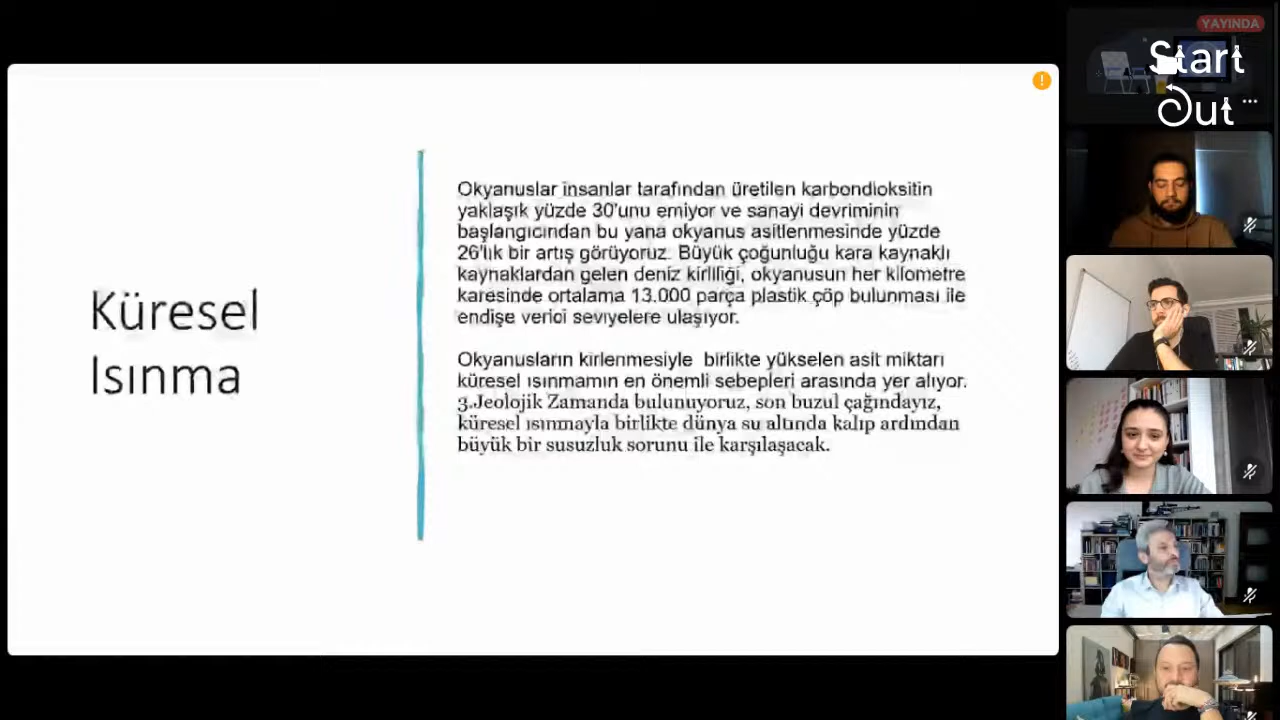 YAYINDA
Start
Out
Küresel
Isınma
Okyanuslar insanlar tarafından üretilen karbondioksitin
yaklaşık yüzde 30'unu emiyor ve sanayi devriminin
başlangıcından bu yana okyanus asitlenmesinde yüzde
26'lık bir artış görüyoruz. Büyük çoğunluğu kara kaynaklı
kaynaklardan gelen deniz kirliliği, okyanusun her kilometre
karesinde ortalama 13.000 parça plastik çöp bulunması ile
endişe verici seviyelere ulaşıyor.
Okyanusların kirlenmesiyle birlikte yükselen asit miktarı
küresel ısınmamın en önemli sebepleri arasında yer alıyor.
3.Jeolojik Zamanda bulunuyoruz, son buzul çağındayız,
küresel ısınmayla birlikte dünya su altında kalıp ardından
büyük bir susuzluk sorunu ile karşılaşacak.